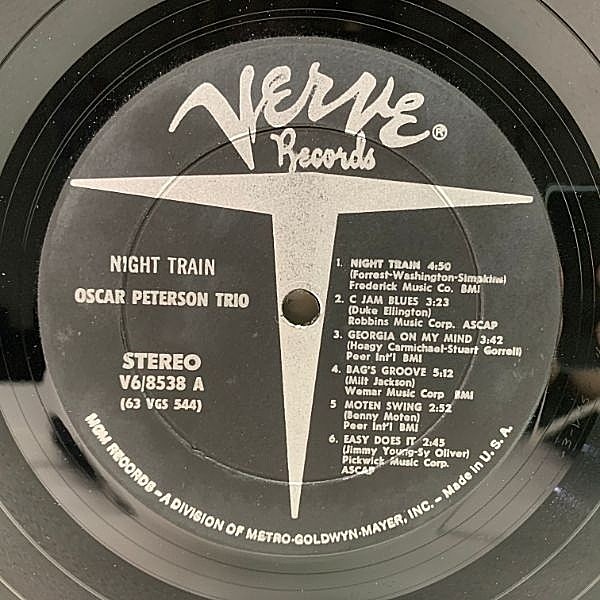 Verve®
Records
NIGHT TRAIN
OSCAR PETERSON TRIO
STEREO
V6/8538 A
(63 VGS 544)
1. NIGHT TRAIN 4:50
(Forrest-Washington-Simpkins)
Frederick Music Co. BMI
2. C JAM BLUES 3:23
(Duke Ellington)
Robbins Music Corp. ASCAP
3. GEORGIA ON MY MIND 3:42
(Hoagy Carmichael-Stuart Gorrell)
Peer Int'l BMI
4. BAG'S GROOVE 5:12
(Milt Jackson)
Wemar Music Corp BMI
5 MOTEN SWING 2:52
(Benny Moten)
Peer Int'l BMI
6. EASY DOES IT 2:45
(Jimmy Young-Sy Oliver)
Pickwick Music Corp.
ASCAP
MGM RECORDS – A DIVISION OF METRO-GOLDWYN-MAYER, INC. – Made in U.S.A.